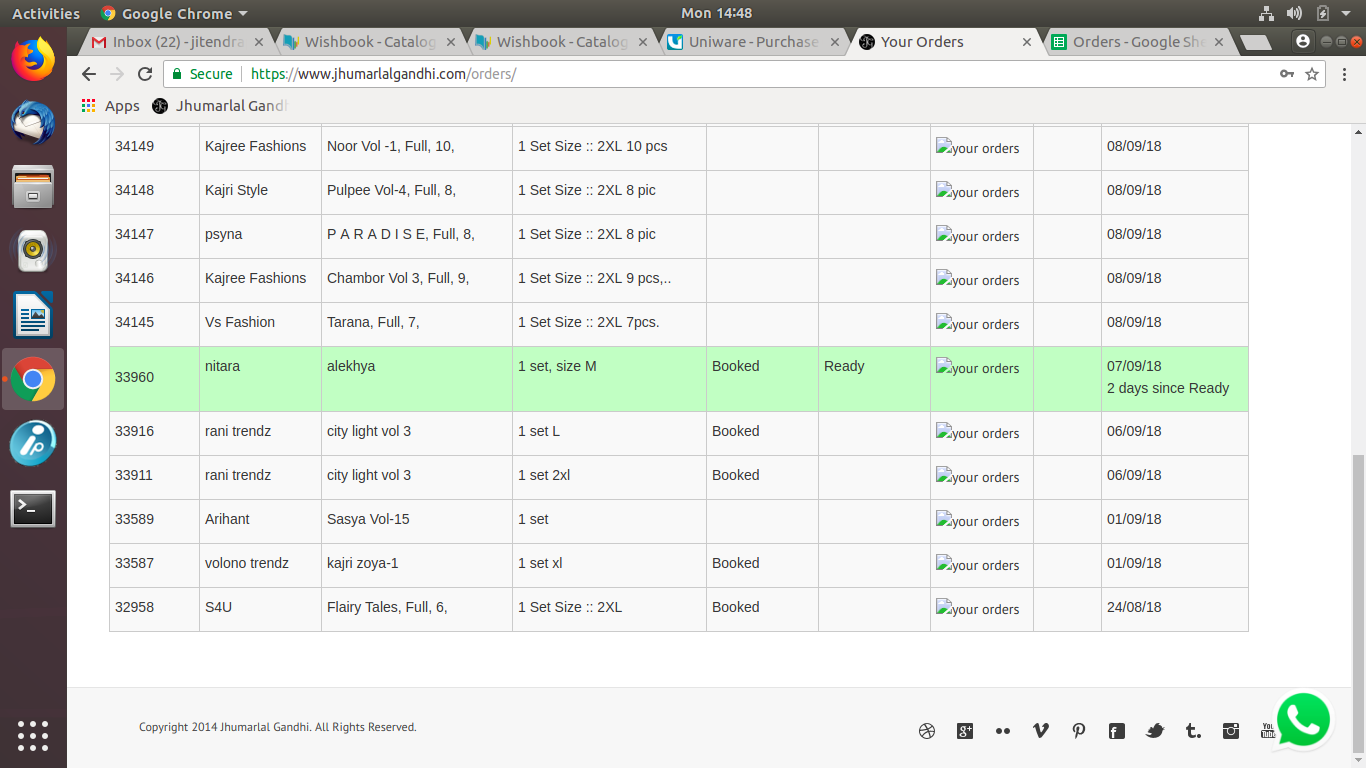 Activities Google Chrome Mon 14:48
Inbox (22) - jitendra Wishbook - Catalog Wishbook - Catalog Uniware - Purchase Your Orders Orders - Google She
Secure https://www.jhumarlalgandhi.com/orders/
Apps Jhumarlal Gandh
34149 Kajree Fashions Noor Vol -1, Full, 10, 1 Set Size :: 2XL 10 pcs your orders 08/09/18
34148 Kajri Style Pulpee Vol-4, Full, 8, 1 Set Size :: 2XL 8 pic your orders 08/09/18
34147 psyna P A R A D I S E, Full, 8, 1 Set Size :: 2XL 8 pic your orders 08/09/18
34146 Kajree Fashions Chambor Vol 3, Full, 9, 1 Set Size :: 2XL 9 pcs,.. your orders 08/09/18
34145 Vs Fashion Tarana, Full, 7, 1 Set Size :: 2XL 7pcs. your orders 08/09/18
33960 nitara alekhya 1 set, size M Booked Ready your orders 07/09/18
2 days since Ready
33916 rani trendz city light vol 3 1 set L Booked your orders 06/09/18
33911 rani trendz city light vol 3 1 set 2xl Booked your orders 06/09/18
33589 Arihant Sasya Vol-15 1 set your orders 01/09/18
33587 volono trendz kajri zoya-1 1 set xl Booked your orders 01/09/18
32958 S4U Flairy Tales, Full, 6, 1 Set Size :: 2XL Booked your orders 24/08/18
Copyright 2014 Jhumarlal Gandhi. All Rights Reserved.